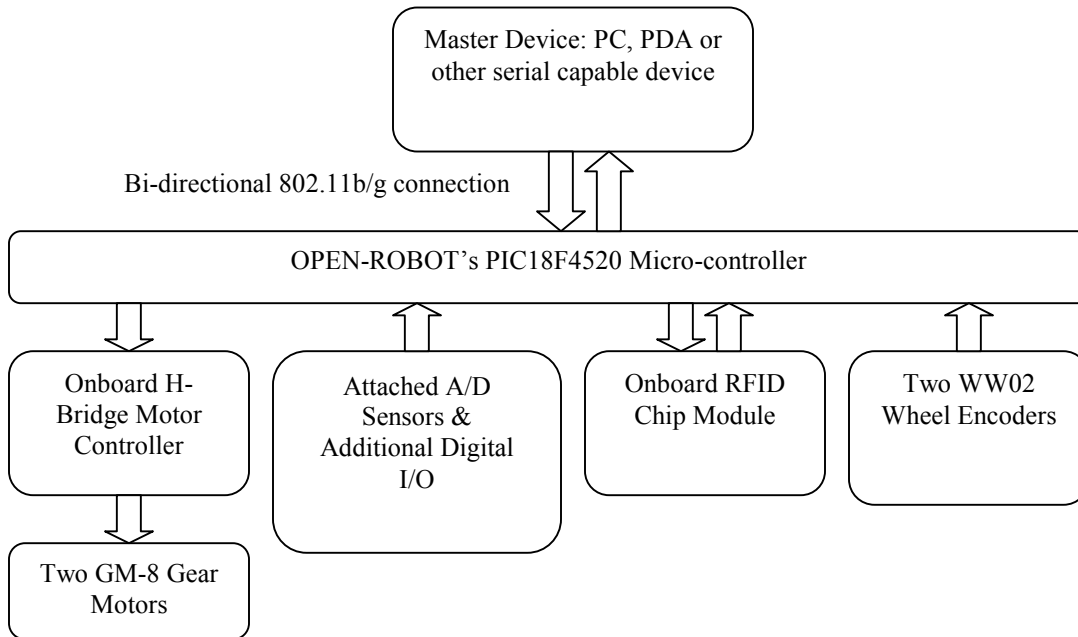 Master Device: PC, PDA or
other serial capable device
Bi-directional 802.11b/g connection
OPEN-ROBOT’s PIC18F4520 Micro-controller
Onboard H-
Bridge Motor
Controller
Attached A/D
Sensors &
Additional Digital
I/O
Onboard RFID
Chip Module
Two WW02
Wheel Encoders
Two GM-8 Gear
Motors